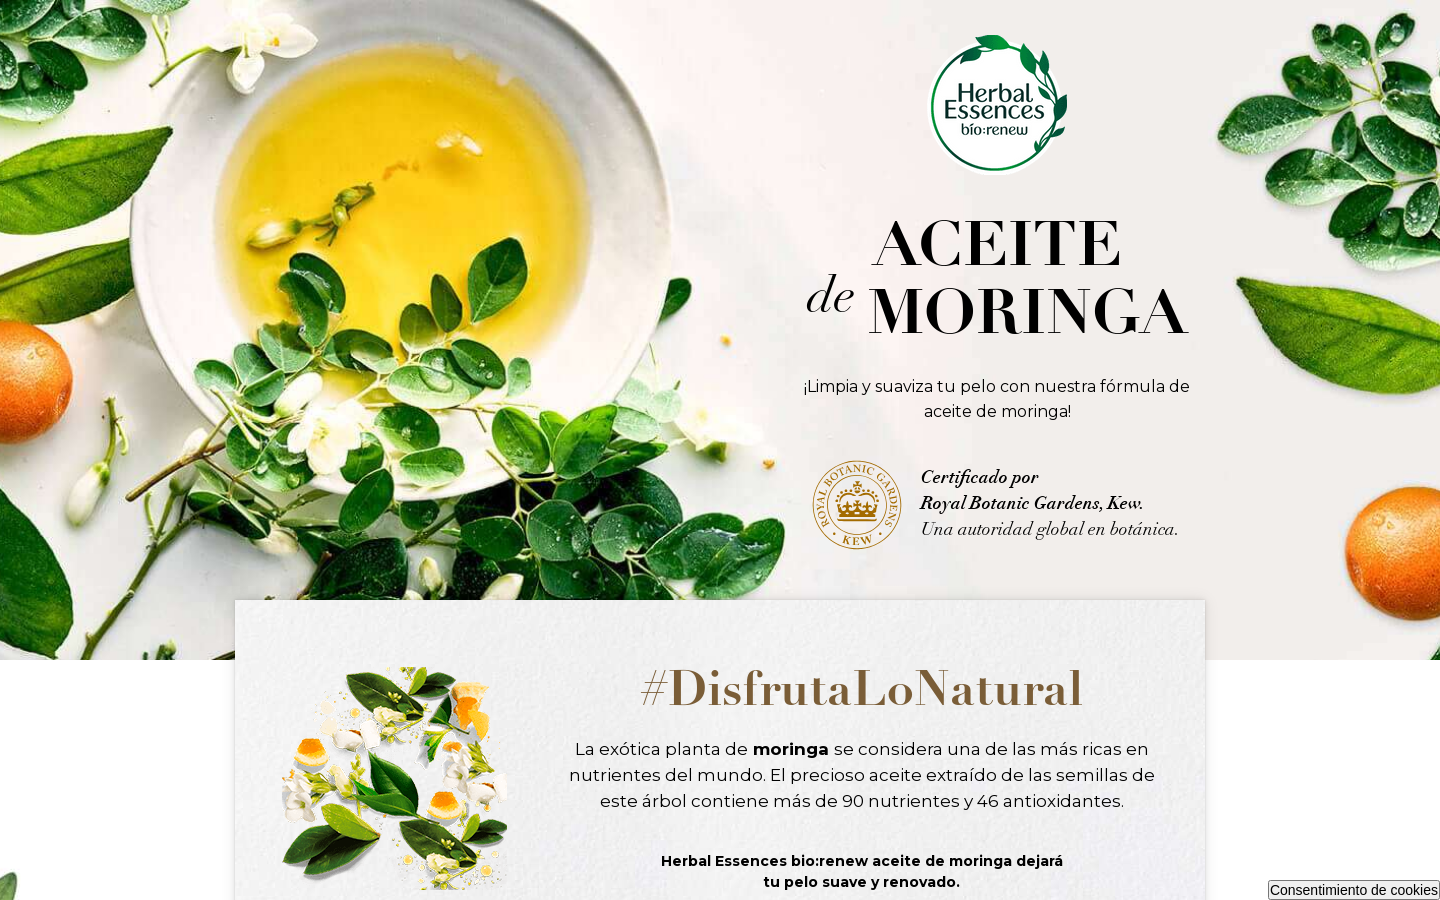 Herbal
Essences
bío:renew
ACEITE
de MORINGA
¡Limpia y suaviza tu pelo con nuestra fórmula de
aceite de moringa!
ROYAL BOTANIC GARDENS
KEW
Certificado por
Royal Botanic Gardens, Kew.
Una autoridad global en botánica.
#DisfrutaLoNatural
La exótica planta de moringa se considera una de las más ricas en
nutrientes del mundo. El precioso aceite extraído de las semillas de
este árbol contiene más de 90 nutrientes y 46 antioxidantes.
Herbal Essences bio:renew aceite de moringa dejará
tu pelo suave y renovado.
Consentimiento de cookies